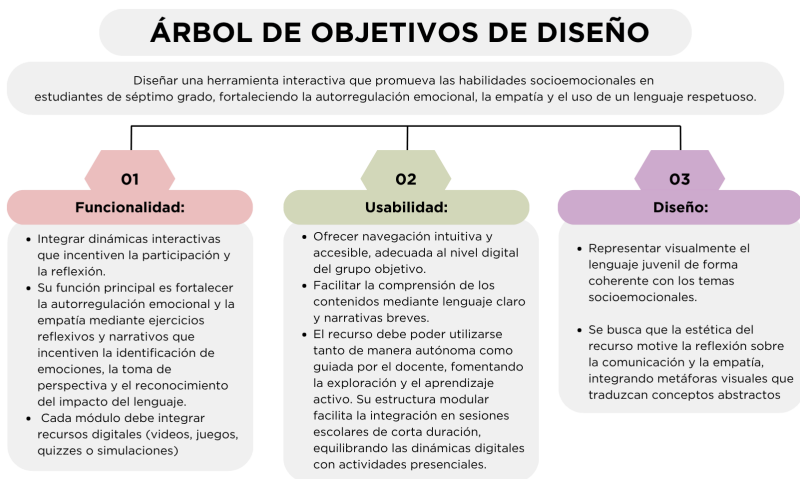 ÁRBOL DE OBJETIVOS DE DISEÑO
Diseñar una herramienta interactiva que promueva las habilidades socioemocionales en
estudiantes de séptimo grado, fortaleciendo la autorregulación emocional, la empatía y el uso de un lenguaje respetuoso.
01
Funcionalidad:
• Integrar dinámicas interactivas
que incentiven la participación y
la reflexión.
• Su función principal es fortalecer
la autorregulación emocional y la
empatía mediante ejercicios
reflexivos y narrativos que
incentiven la identificación de
emociones, la toma de
perspectiva y el reconocimiento
del impacto del lenguaje.
• Cada módulo debe integrar
recursos digitales (videos, juegos,
quizzes o simulaciones)
02
Usabilidad:
• Ofrecer navegación intuitiva y
accesible, adecuada al nivel digital
del grupo objetivo.
• Facilitar la comprensión de los
contenidos mediante lenguaje claro
y narrativas breves.
• El recurso debe poder utilizarse
tanto de manera autónoma como
guiada por el docente, fomentando
la exploración y el aprendizaje
activo. Su estructura modular
facilita la integración en sesiones
escolares de corta duración,
equilibrando las dinámicas digitales
con actividades presenciales.
03
Diseño:
• Representar visualmente el
lenguaje juvenil de forma
coherente con los temas
socioemocionales.
• Se busca que la estética del
recurso motive la reflexión sobre
la comunicación y la empatía,
integrando metáforas visuales que
traduzcan conceptos abstractos